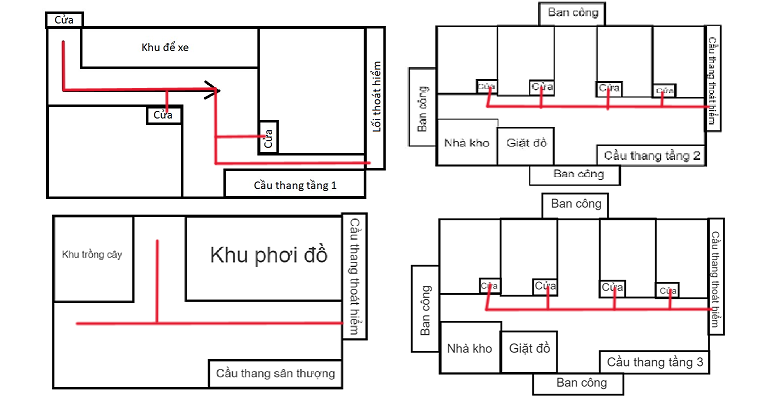 Cửa
Khu để xe
Lối thoát hiểm
Cửa
Cửa
Cầu thang tầng 1
Ban công
Cầu thang thoát hiểm
Ban công
Cửa
Cửa
Cửa
Cửa
Nhà kho
Giặt đồ
Cầu thang tầng 2
Ban công
Khu trồng cây
Khu phơi đồ
Cầu thang thoát hiểm
Cầu thang sân thượng
Ban công
Cầu thang thoát hiểm
Ban công
Cửa
Cửa
Cửa
Cửa
Nhà kho
Giặt đồ
Cầu thang tầng 3
Ban công